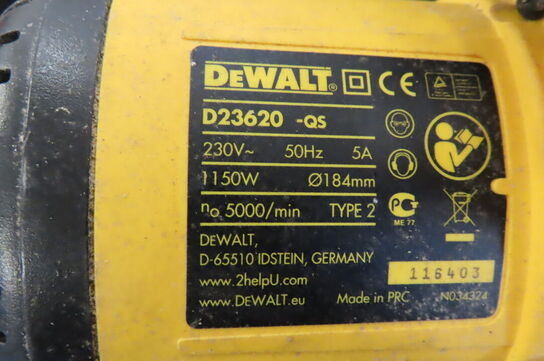 DEWALT®
D23620 -QS
230V~ 50Hz 5A
1150W Ø184mm
no 5000/min TYPE 2
DEWALT,
D-65510 IDSTEIN, GERMANY
www.2helpU.com
www.DEWALT.eu
Made in PRC
CE
ME 77
116403
N034324